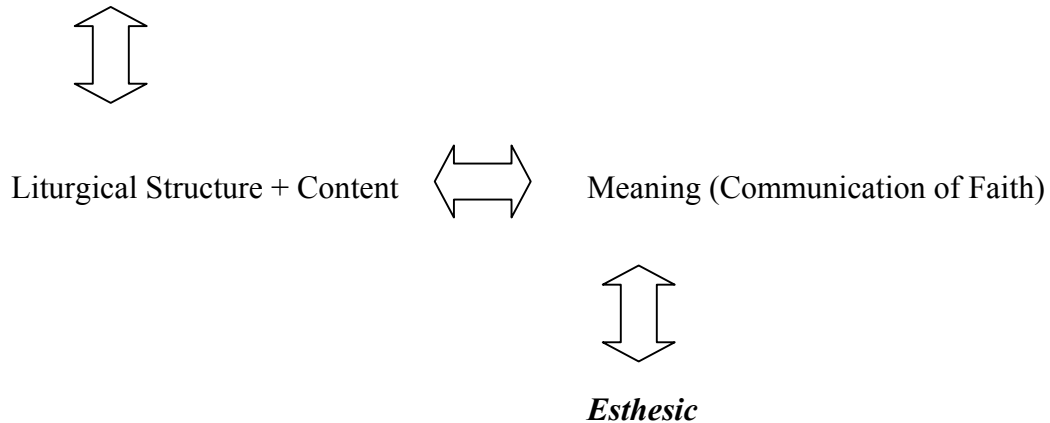 Liturgical Structure + Content Meaning (Communication of Faith)
Esthesic